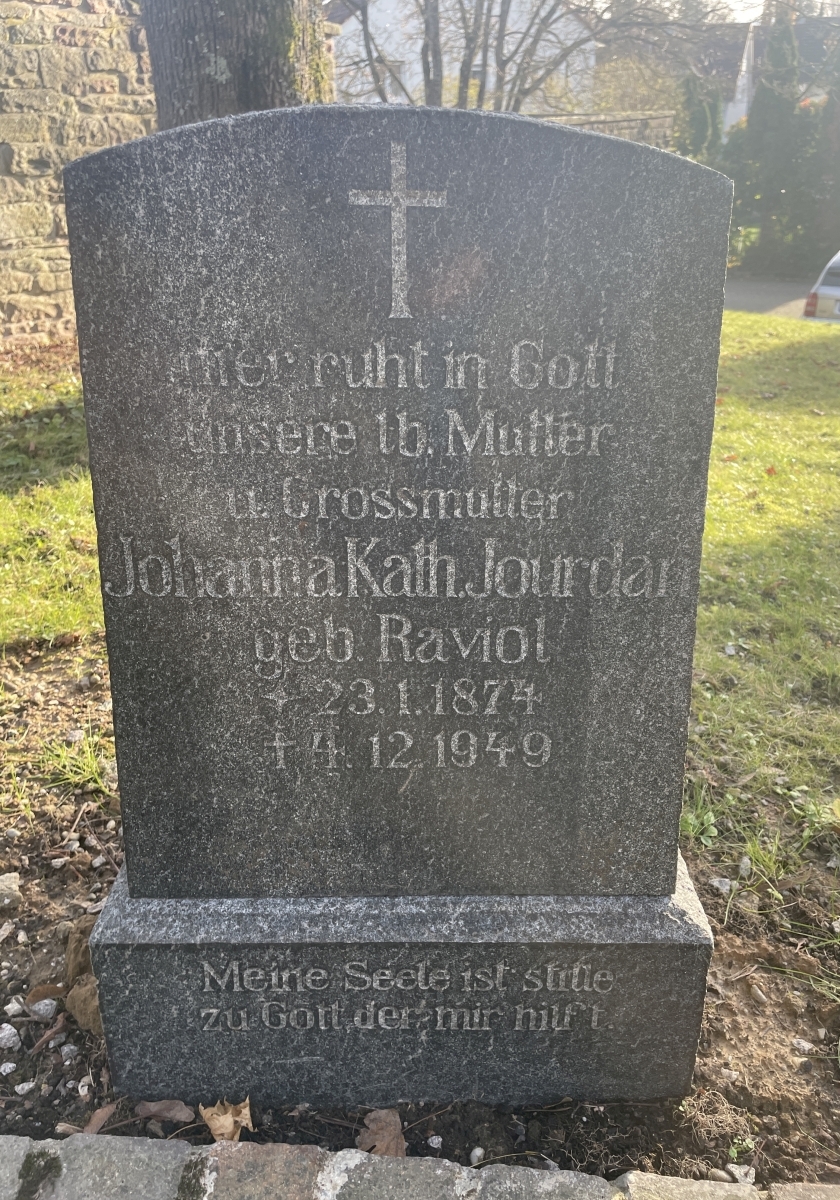 Hier ruht in Gott
unsere lb. Mutter
u. Grossmutter
Johanna Kath. Jourdan
geb. Raviol
23.1.1874
† 4.12.1949
Meine Seele ist stille
zu Gott der mir hilft.